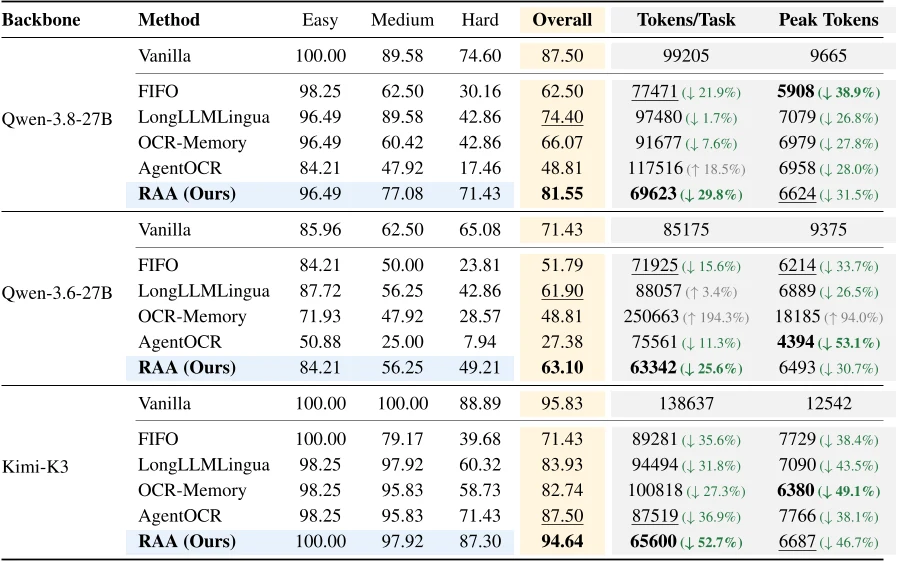 Backbone Method Easy Medium Hard Overall Tokens/Task Peak Tokens
Vanilla 100.00 89.58 74.60 87.50 99205 9665
FIFO 98.25 62.50 30.16 62.50 77471 (↓ 21.9%) 5908 (↓ 38.9%)
Qwen-3.8-27B LongLLMLingua 96.49 89.58 42.86 74.40 97480 (↓ 1.7%) 7079 (↓ 26.8%)
OCR-Memory 96.49 60.42 42.86 66.07 91677 (↓ 7.6%) 6979 (↓ 27.8%)
AgentOCR 84.21 47.92 17.46 48.81 117516 (↑ 18.5%) 6958 (↓ 28.0%)
RAA (Ours) 96.49 77.08 71.43 81.55 69623 (↓ 29.8%) 6624 (↓ 31.5%)
Vanilla 85.96 62.50 65.08 71.43 85175 9375
FIFO 84.21 50.00 23.81 51.79 71925 (↓ 15.6%) 6214 (↓ 33.7%)
Qwen-3.6-27B LongLLMLingua 87.72 56.25 42.86 61.90 88057 (↑ 3.4%) 6889 (↓ 26.5%)
OCR-Memory 71.93 47.92 28.57 48.81 250663 (↑ 194.3%) 18185 (↑ 94.0%)
AgentOCR 50.88 25.00 7.94 27.38 75561 (↓ 11.3%) 4394 (↓ 53.1%)
RAA (Ours) 84.21 56.25 49.21 63.10 63342 (↓ 25.6%) 6493 (↓ 30.7%)
Vanilla 100.00 100.00 88.89 95.83 138637 12542
FIFO 100.00 79.17 39.68 71.43 89281 (↓ 35.6%) 7729 (↓ 38.4%)
Kimi-K3 LongLLMLingua 98.25 97.92 60.32 83.93 94494 (↓ 31.8%) 7090 (↓ 43.5%)
OCR-Memory 98.25 95.83 58.73 82.74 100818 (↓ 27.3%) 6380 (↓ 49.1%)
AgentOCR 98.25 95.83 71.43 87.50 87519 (↓ 36.9%) 7766 (↓ 38.1%)
RAA (Ours) 100.00 97.92 87.30 94.64 65600 (↓ 52.7%) 6687 (↓ 46.7%)